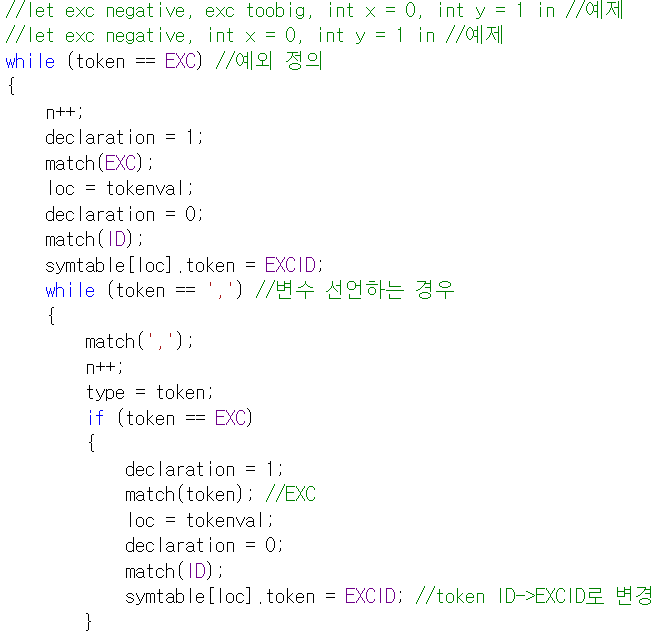 //let exc negative, exc toobig, int x = 0, int y = 1 in //예제
//let exc negative, int x = 0, int y = 1 in //예제
while (token == EXC) //예외 정의
{
    n++;
    declaration = 1;
    match(EXC);
    loc = tokenval;
    declaration = 0;
    match(ID);
    symtable[loc].token = EXCID;
    while (token == ',') //변수 선언하는 경우
    {
        match(',');
        n++;
        type = token;
        if (token == EXC)
        {
            declaration = 1;
            match(token); //EXC
            loc = tokenval;
            declaration = 0;
            match(ID);
            symtable[loc].token = EXCID; //token ID->EXCID로 변경
        }